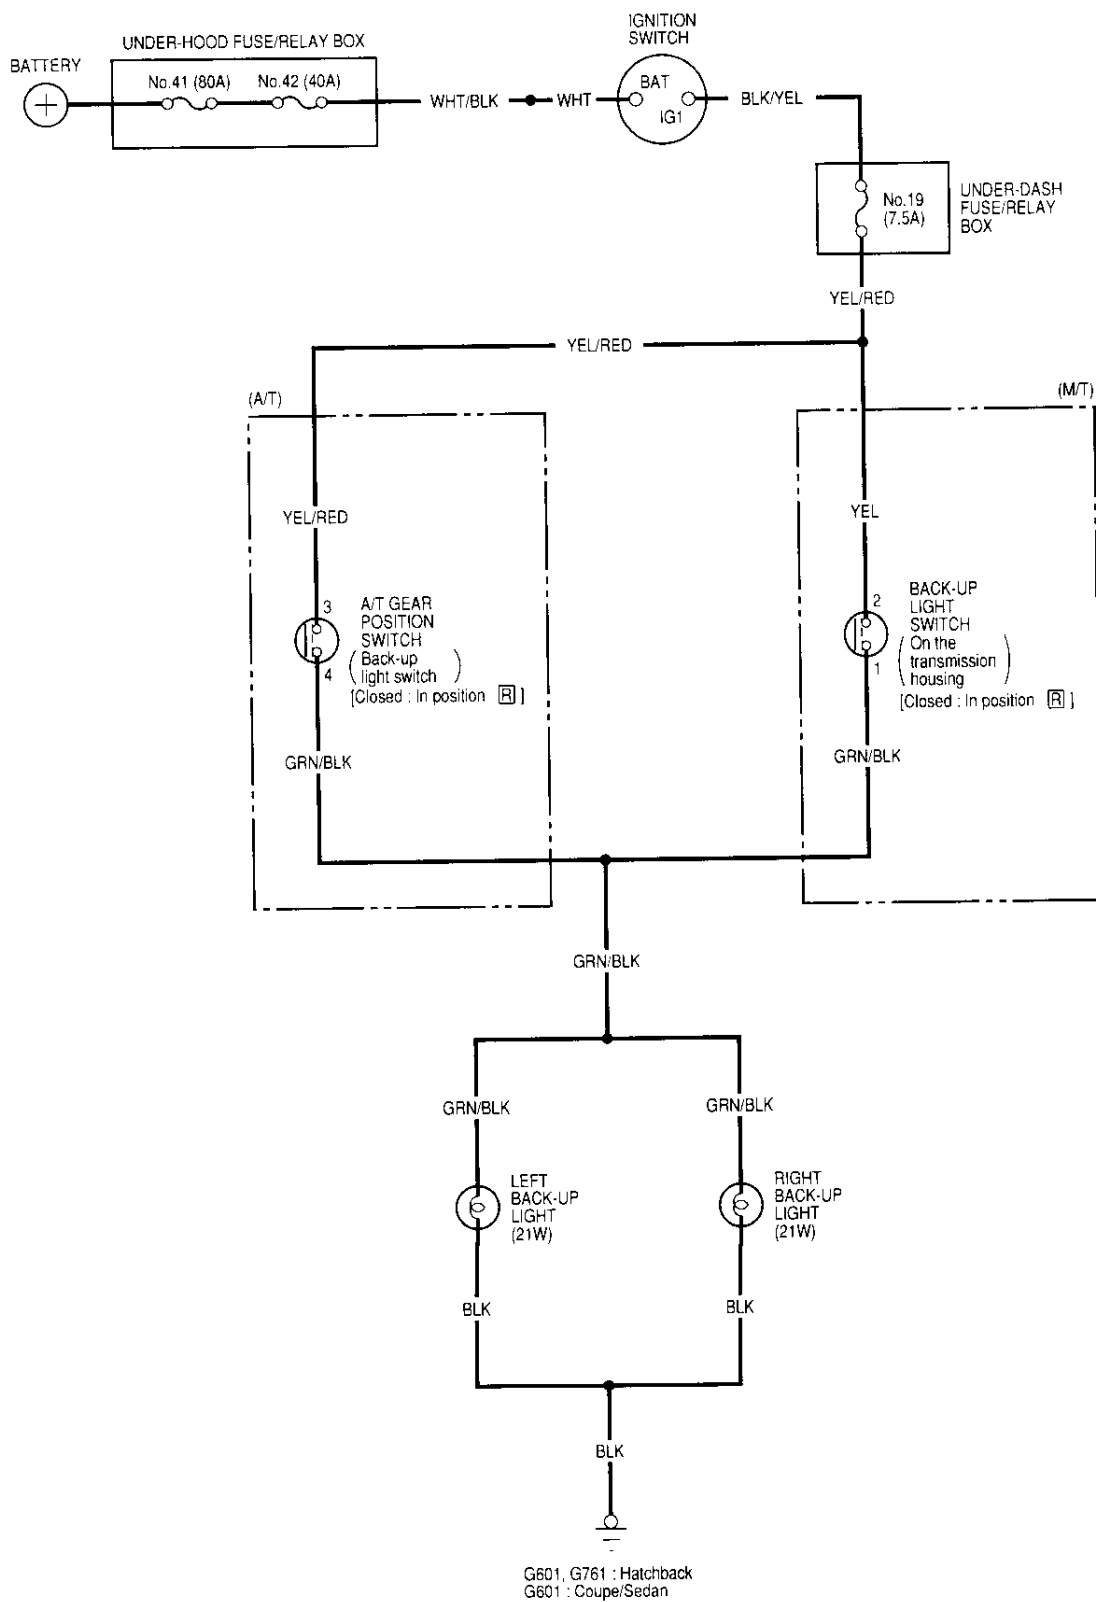 IGNITION
SWITCH
UNDER-HOOD FUSE/RELAY BOX
BATTERY
No.41 (80A)
No.42 (40A)
WHT/BLK
WHT
BAT
IG1
BLK/YEL
No.19
(7.5A)
UNDER-DASH
FUSE/RELAY
BOX
YEL/RED
YEL/RED
(A/T)
(M/T)
YEL/RED
YEL
3
4
A/T GEAR
POSITION
SWITCH
(Back-up
light switch)
[Closed : In position R ]
2
1
BACK-UP
LIGHT
SWITCH
(On the
transmission
housing)
[Closed : In position R ]
GRN/BLK
GRN/BLK
GRN/BLK
GRN/BLK
GRN/BLK
LEFT
BACK-UP
LIGHT
(21W)
RIGHT
BACK-UP
LIGHT
(21W)
BLK
BLK
BLK
G601, G761 : Hatchback
G601 : Coupe/Sedan